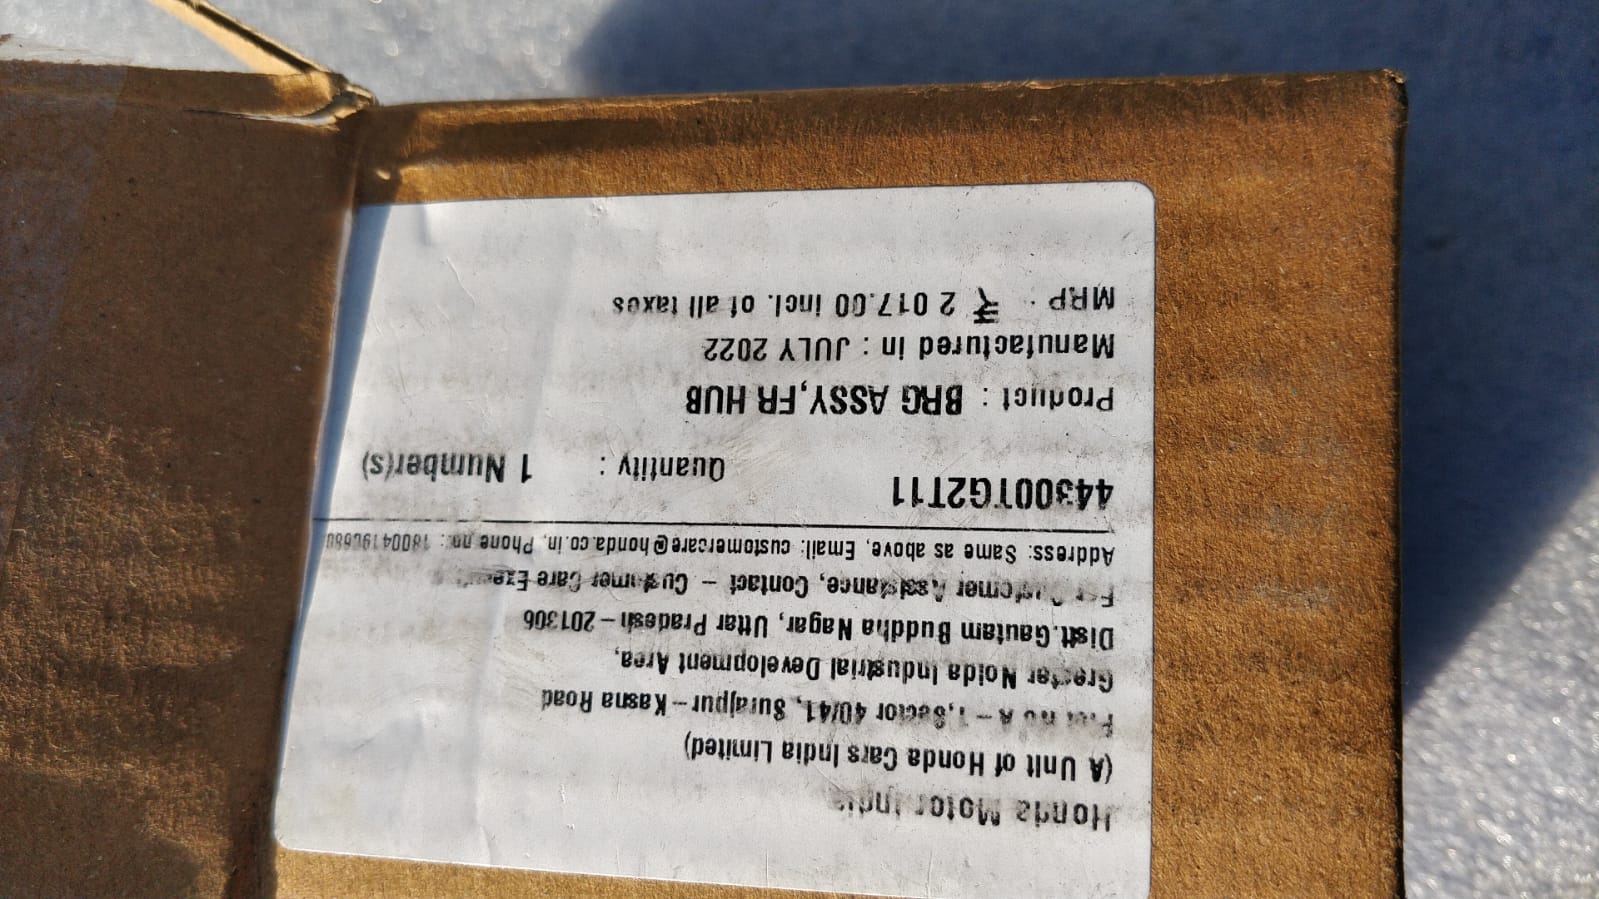 Honda Motor India
(A Unit of Honda Cars India Limited)
A – 1, Sector 40/41, Surajpur – Kasna Road
Greater Noida Industrial Development Area,
Distt.Gautam Buddha Nagar, Uttar Pradesh – 201306
For Customer Assistance, Contact – Customer Care
Address: Same as above, Email: customercare@honda.co.in, Phone no :
44300TG2T11 Quantity : 1 Number(s)
Product : BRG ASSY,FR HUB
Manufactured in : JULY 2022
MRP : ₹ 2 017.00 incl. of all taxes